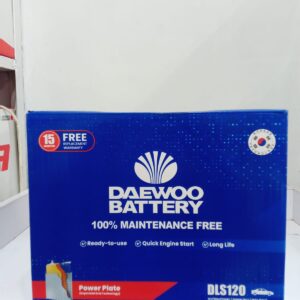 15
FREE
REPLACEMENT
WARRANTY
DAEWOO
BATTERY
100% MAINTENANCE FREE
Ready-to-use Quick Engine Start Long Life
Power Plate
DLS120